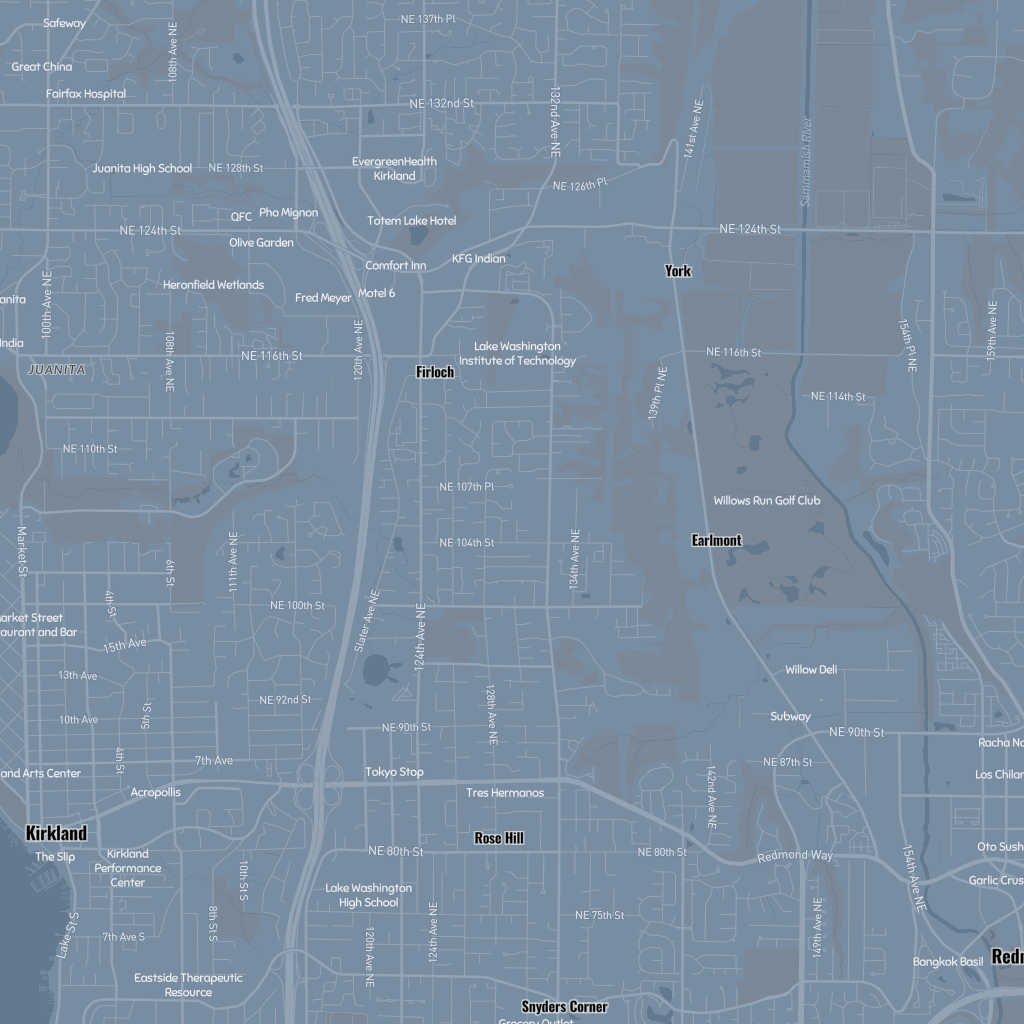 NE 137th Pl
Safeway
108th Ave NE
Great China
Fairfax Hospital
NE 132nd St
132nd Ave NE
141st Ave NE
Sammamish River
Juanita High School
NE 128th St
EvergreenHealth
Kirkland
NE 126th Pl
QFC
Pho Mignon
Totem Lake Hotel
NE 124th St
NE 124th St
Olive Garden
KFG Indian
Comfort Inn
York
Heronfield Wetlands
Fred Meyer
Motel 6
anita
100th Ave NE
India
108th Ave NE
120th Ave NE
NE 116th St
Lake Washington
Institute of Technology
NE 116th St
154th Pl NE
159th Ave NE
JUANITA
Firloch
139th Pl NE
NE 114th St
NE 110th St
NE 107th Pl
Willows Run Golf Club
Market St
NE 104th St
Earlmont
111th Ave NE
134th Ave NE
6th St
4th St
NE 100th St
Slater Ave NE
124th Ave NE
arket Street
aurant and Bar
15th Ave
13th Ave
Willow Deli
NE 92nd St
128th Ave NE
10th Ave
5th St
NE 90th St
Subway
NE 90th St
Racha No
4th St
7th Ave
NE 87th St
and Arts Center
Tokyo Stop
Los Chilan
Acropollis
Tres Hermanos
142nd Ave NE
Kirkland
Rose Hill
Oto Sush
The Slip
Kirkland
Performance
Center
NE 80th St
NE 80th St
Redmond Way
154th Ave NE
Garlic Crus
10th St S
Lake Washington
High School
8th St S
NE 75th St
Lake St S
7th Ave S
120th Ave NE
124th Ave NE
149th Ave NE
Bangkok Basil
Redm
Eastside Therapeutic
Resource
Snyders Corner
Grocery Outlet